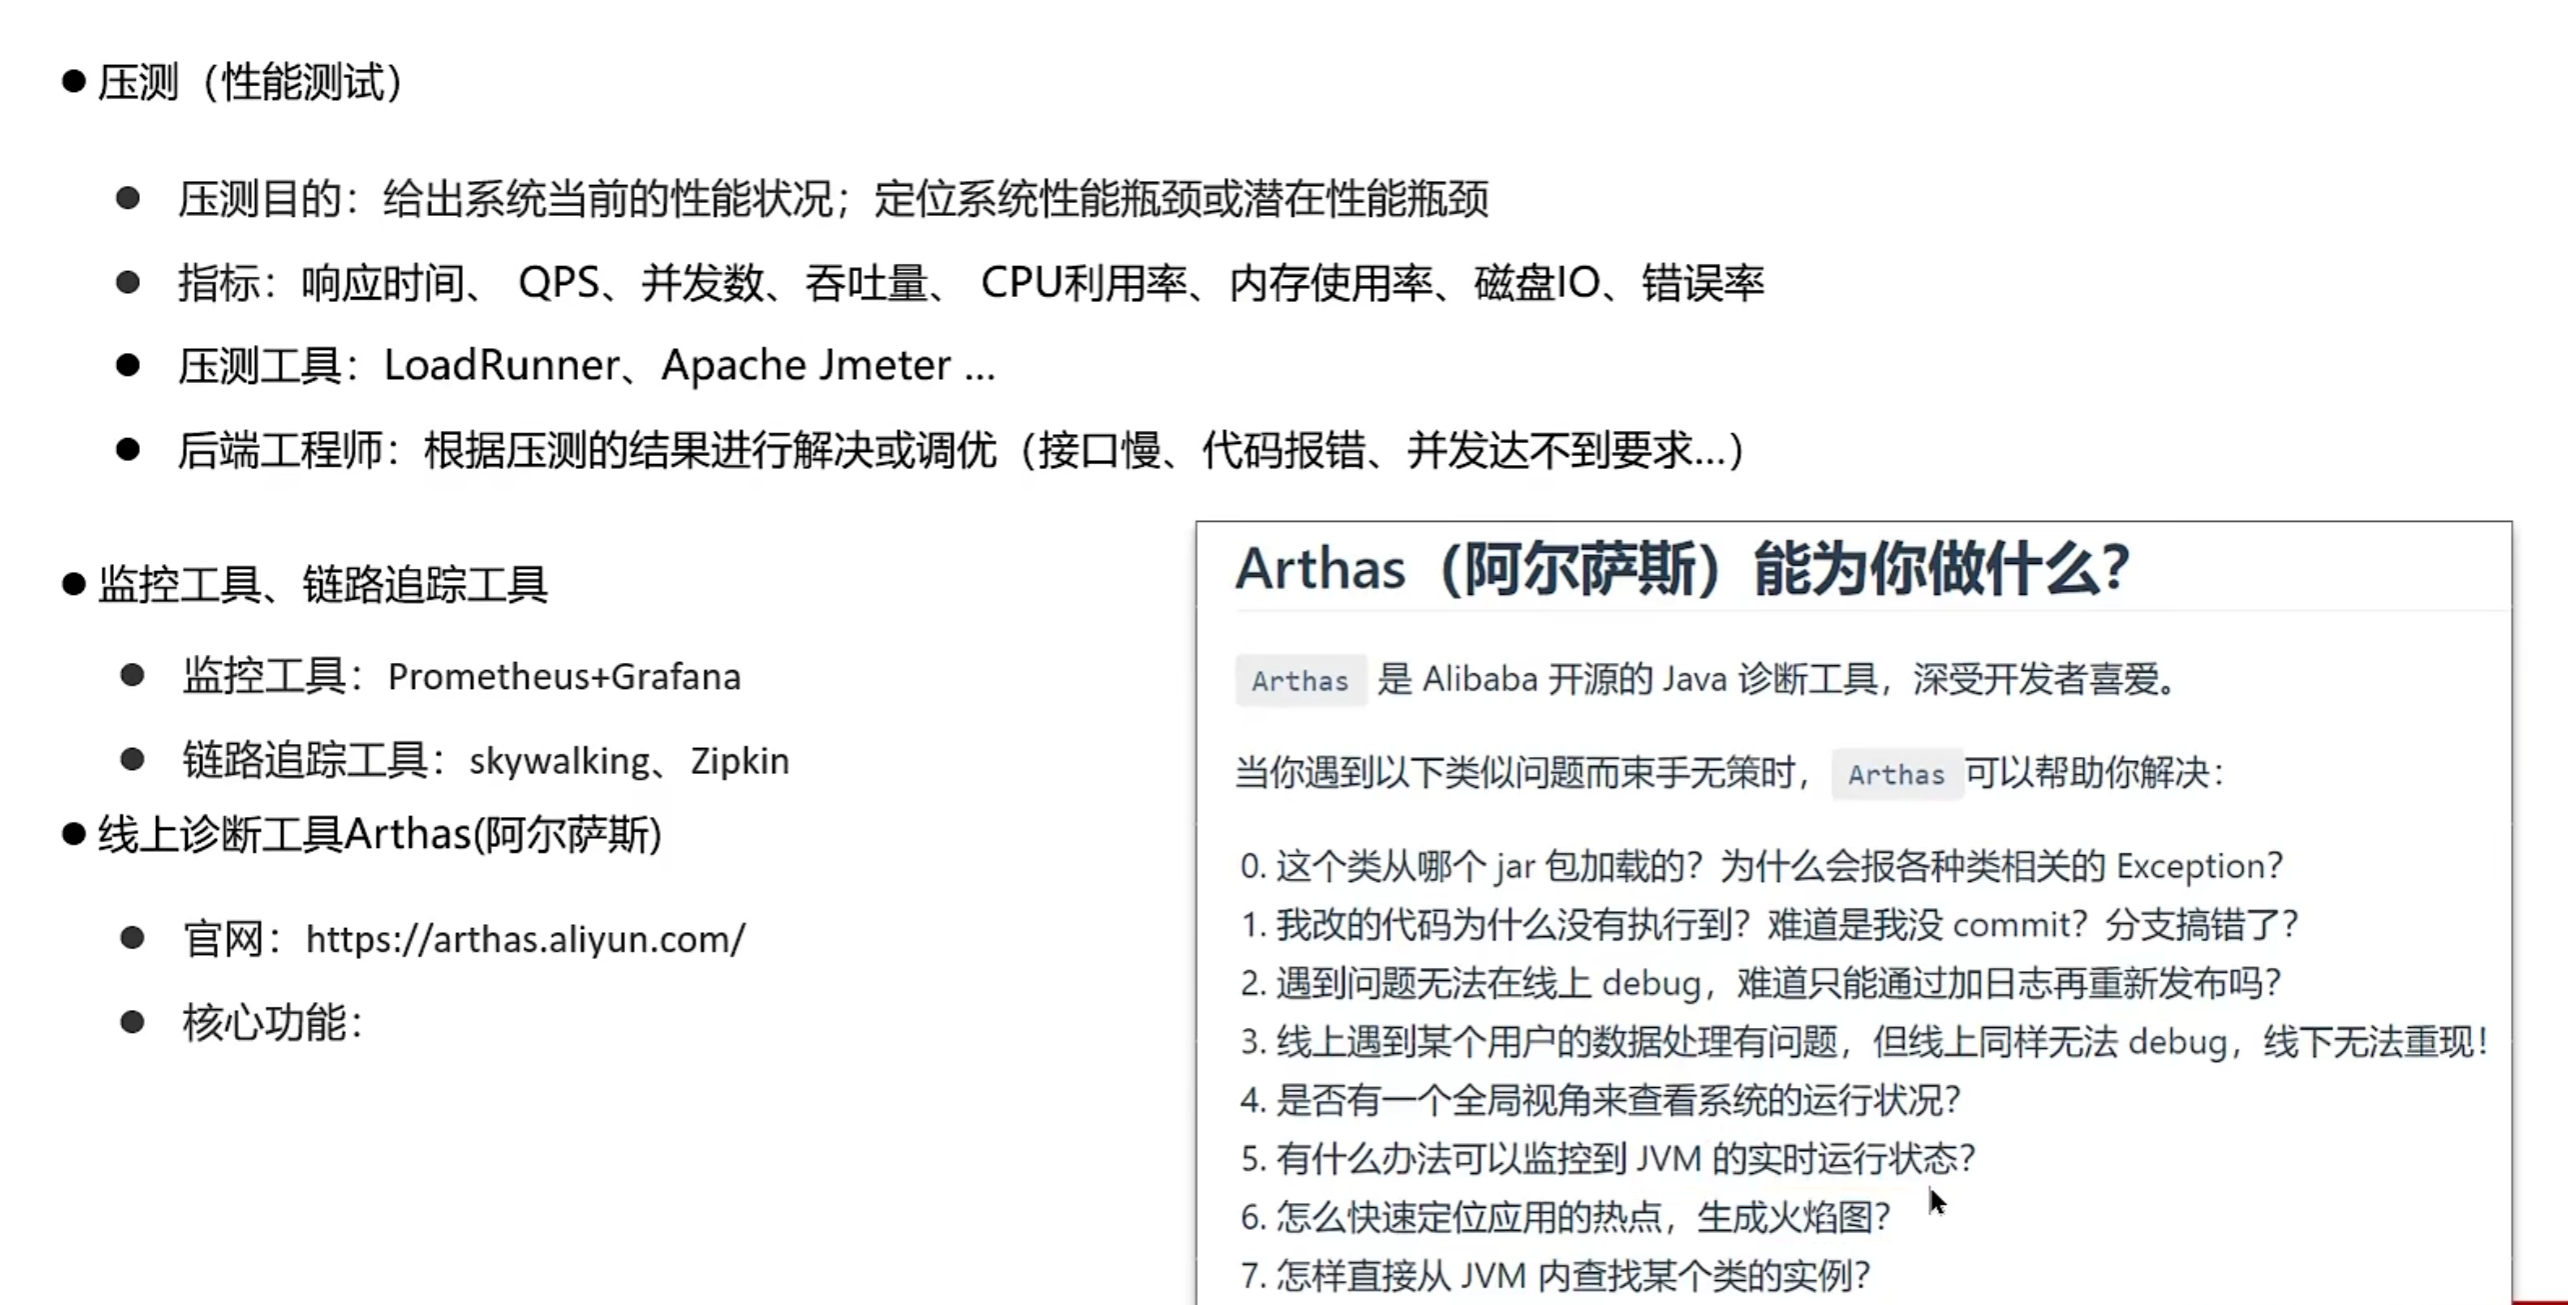 压测（性能测试）
压测目的：给出系统当前的性能状况；定位系统性能瓶颈或潜在性能瓶颈
指标：响应时间、 QPS、并发数、吞吐量、 CPU利用率、内存使用率、磁盘IO、错误率
压测工具：LoadRunner、Apache Jmeter ...
后端工程师：根据压测的结果进行解决或调优（接口慢、代码报错、并发达不到要求...）
监控工具、链路追踪工具
监控工具：Prometheus+Grafana
链路追踪工具：skywalking、Zipkin
线上诊断工具Arthas(阿尔萨斯)
官网：https://arthas.aliyun.com/
核心功能：
Arthas（阿尔萨斯）能为你做什么？
Arthas 是 Alibaba 开源的 Java 诊断工具，深受开发者喜爱。
当你遇到以下类似问题而束手无策时， Arthas 可以帮助你解决：
0. 这个类从哪个 jar 包加载的？为什么会报各种类相关的 Exception？
1. 我改的代码为什么没有执行到？难道是我没 commit？分支搞错了？
2. 遇到问题无法在线上 debug，难道只能通过加日志再重新发布吗？
3. 线上遇到某个用户的数据处理有问题，但线上同样无法 debug，线下无法重现！
4. 是否有一个全局视角来查看系统的运行状况？
5. 有什么办法可以监控到 JVM 的实时运行状态？
6. 怎么快速定位应用的热点，生成火焰图？
7. 怎样直接从 JVM 内查找某个类的实例？